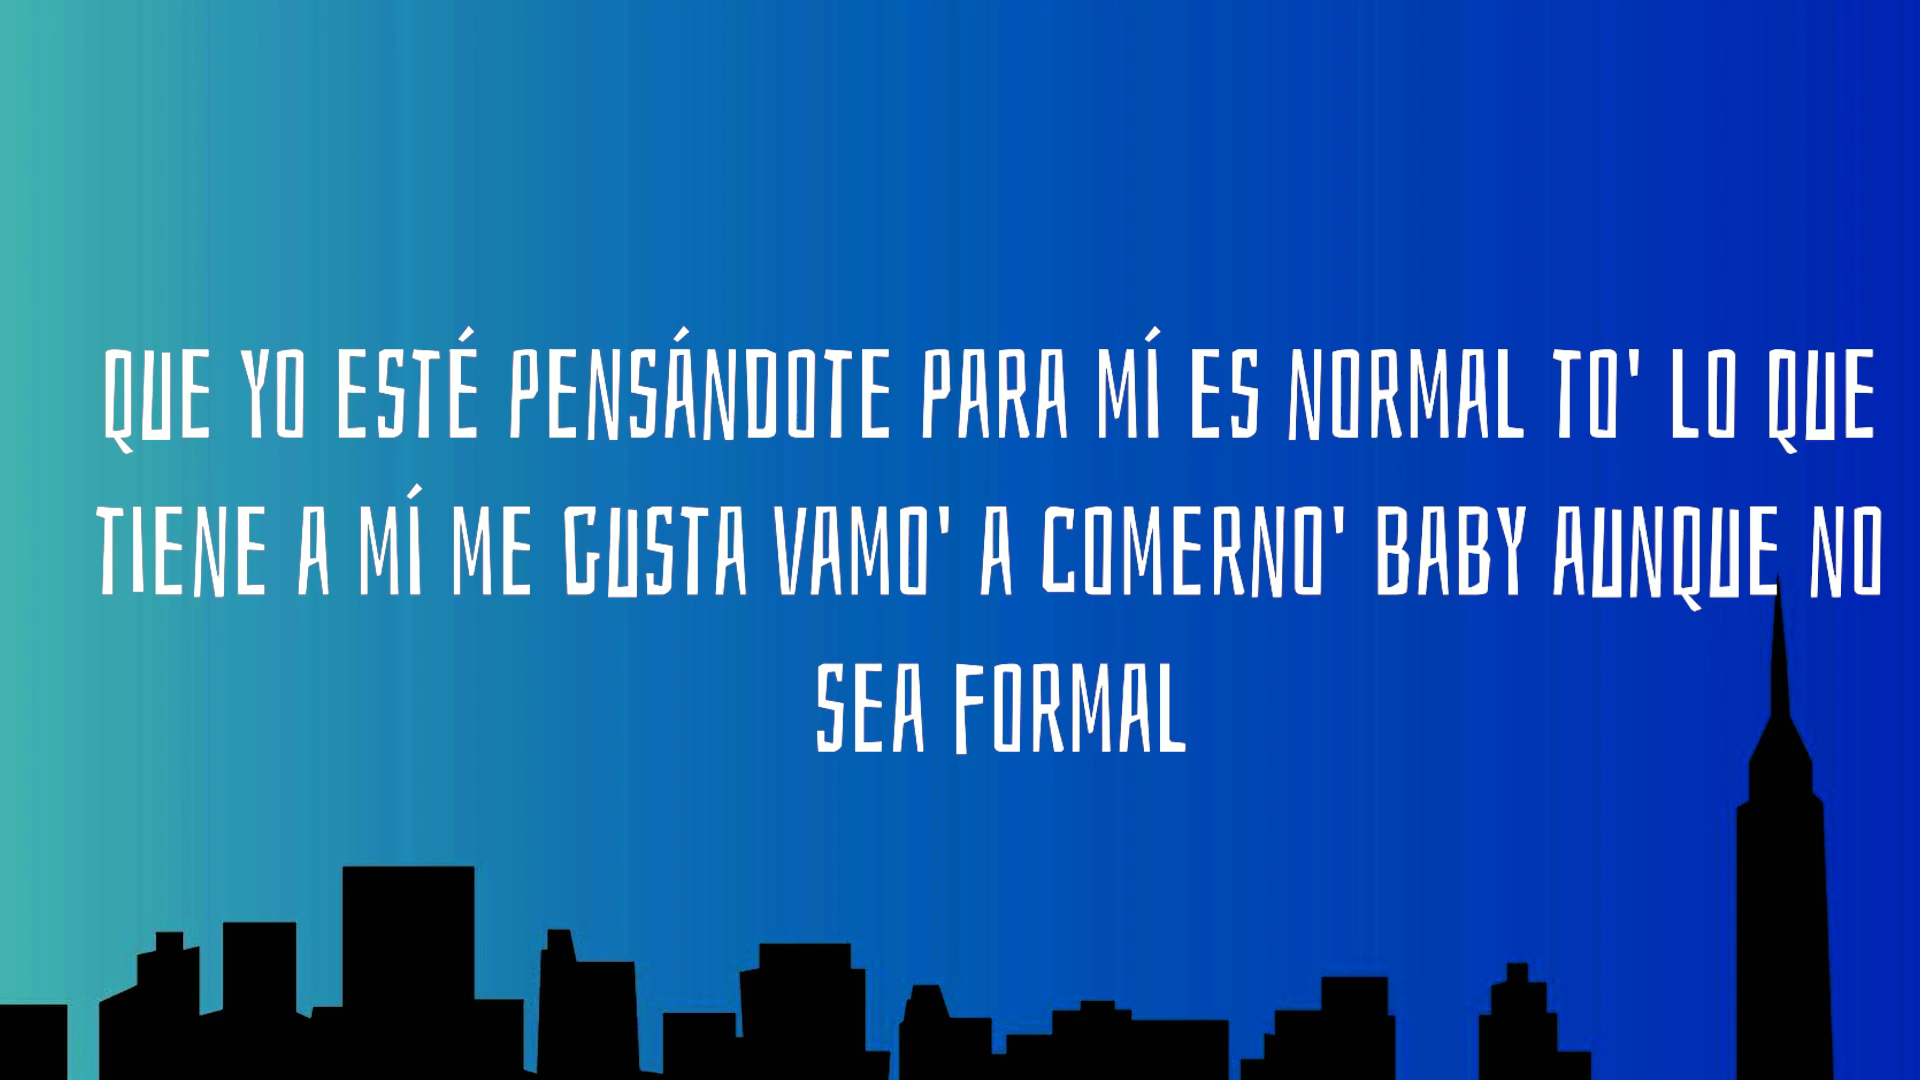 QUE YO ESTÉ PENSÁNDOTE PARA MÍ ES NORMAL TO' LO QUE
TIENE A MÍ ME GUSTA VAMO' A COMERNO' BABY AUNQUE NO
SEA FORMAL